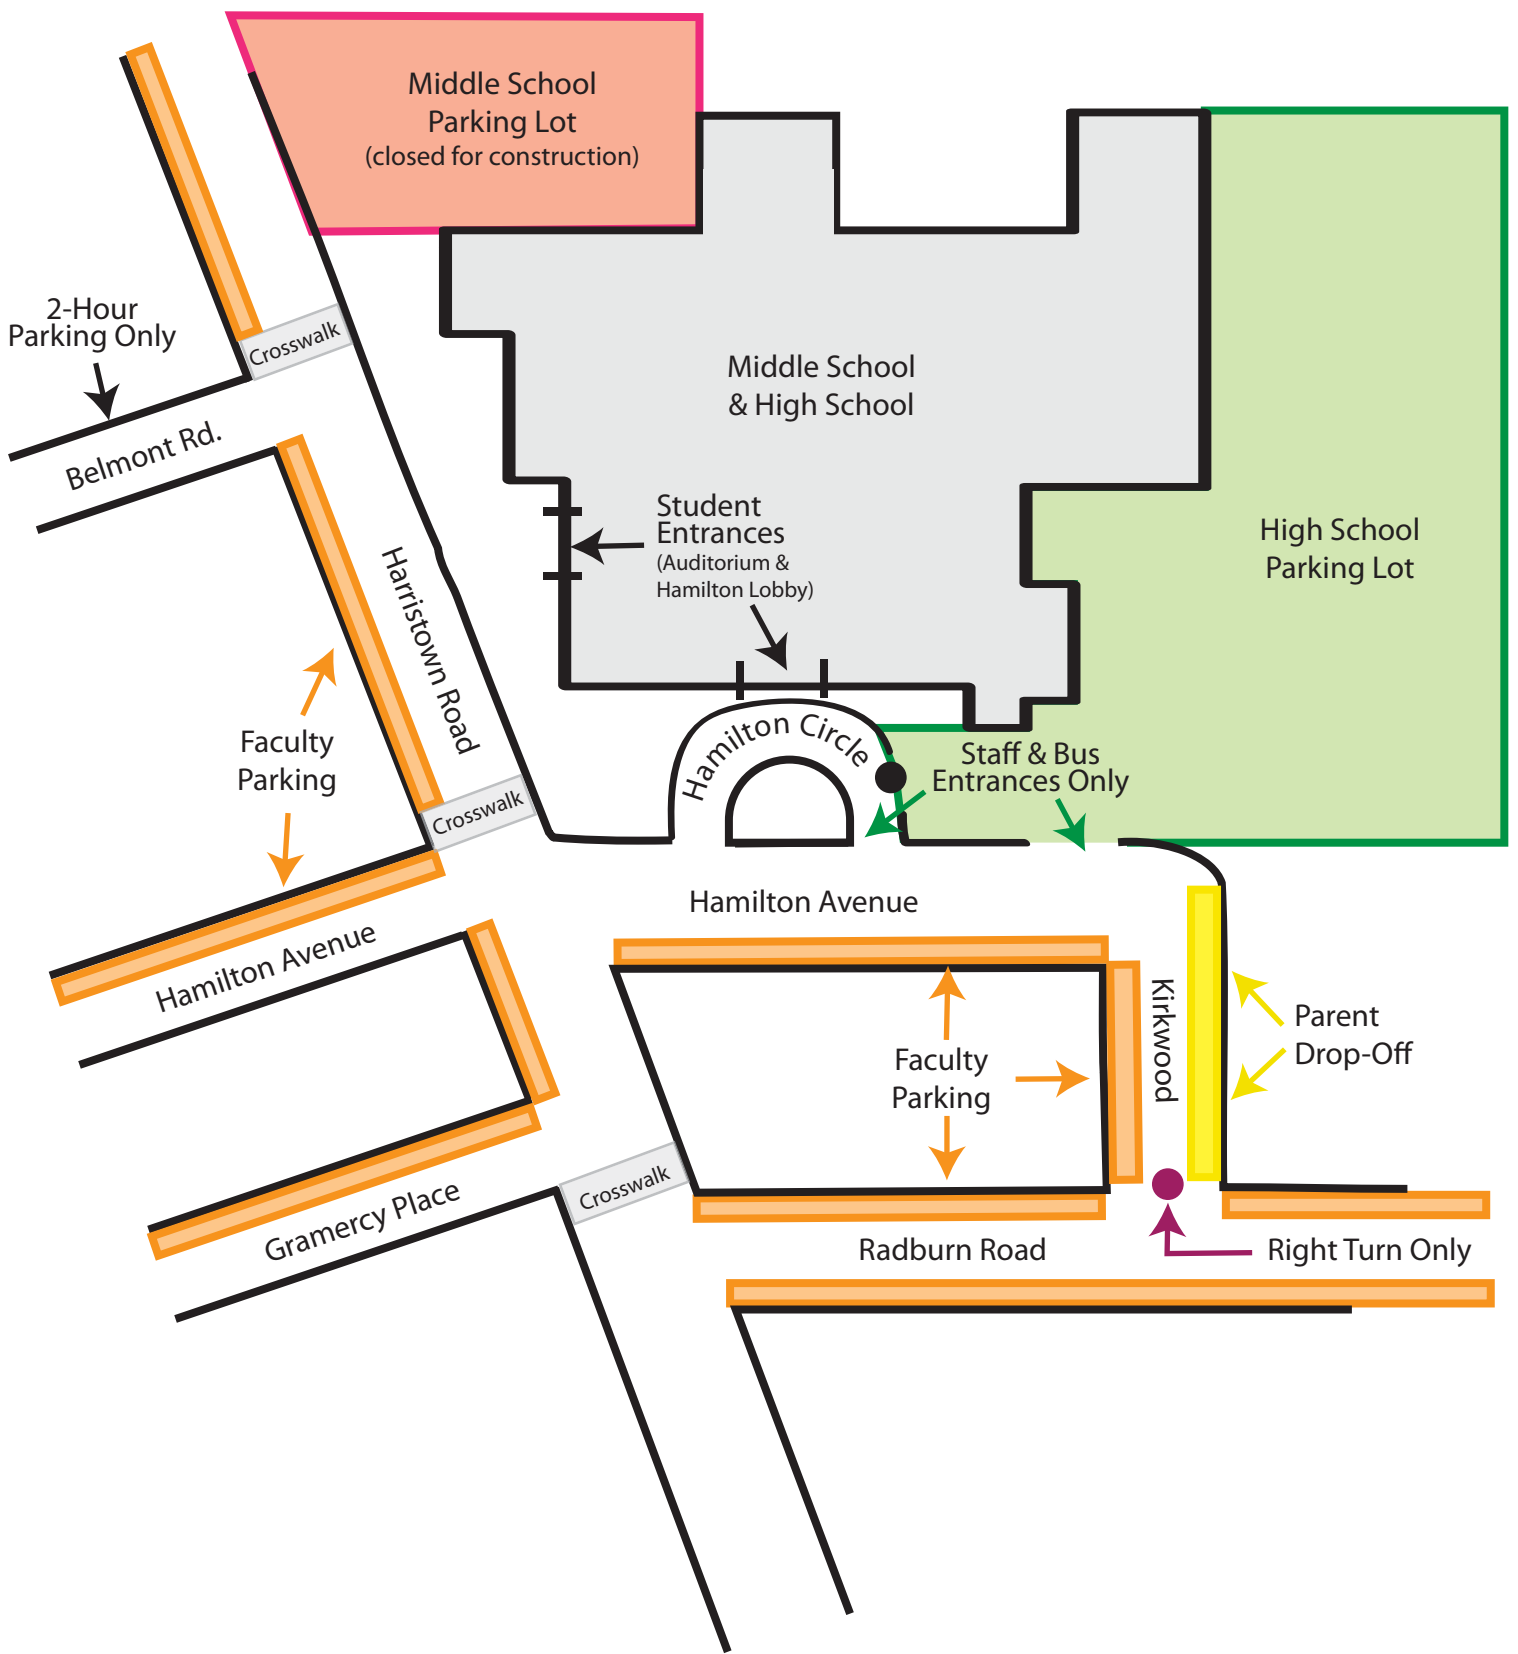 Middle School
Parking Lot
(closed for construction)
2-Hour
Parking Only
Crosswalk
Belmont Rd.
Middle School
& High School
Student
Entrances
(Auditorium &
Hamilton Lobby)
High School
Parking Lot
Harristown Road
Faculty
Parking
Crosswalk
Hamilton Circle
Staff & Bus
Entrances Only
Hamilton Avenue
Hamilton Avenue
Kirkwood
Parent
Drop-Off
Faculty
Parking
Crosswalk
Gramercy Place
Radburn Road
Right Turn Only